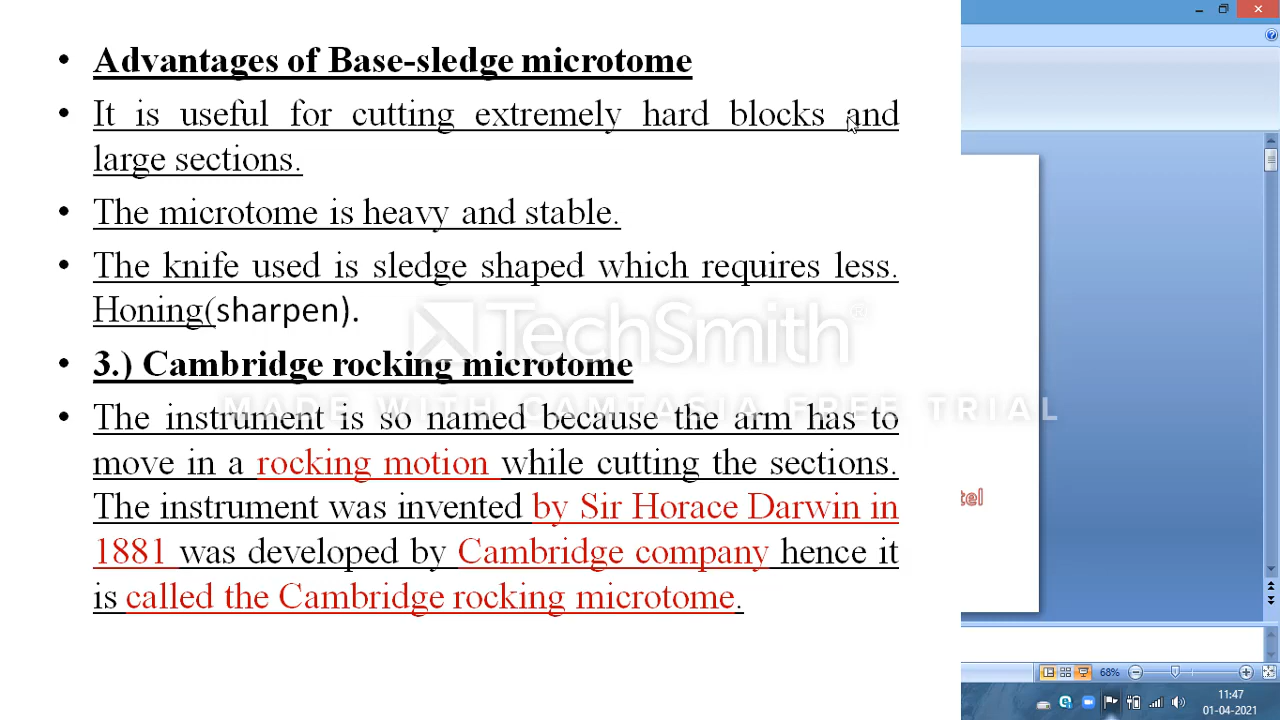 Advantages of Base-sledge microtome
It is useful for cutting extremely hard blocks and
large sections.
The microtome is heavy and stable.
The knife used is sledge shaped which requires less.
Honing(sharpen).
TechSmith®
3.) Cambridge rocking microtome
MADE WITH CAMTASIA FREE TRIAL
The instrument is so named because the arm has to
move in a rocking motion while cutting the sections.
The instrument was invented by Sir Horace Darwin in
1881 was developed by Cambridge company hence it
is called the Cambridge rocking microtome.
tel
68%
11:47
01-04-2021